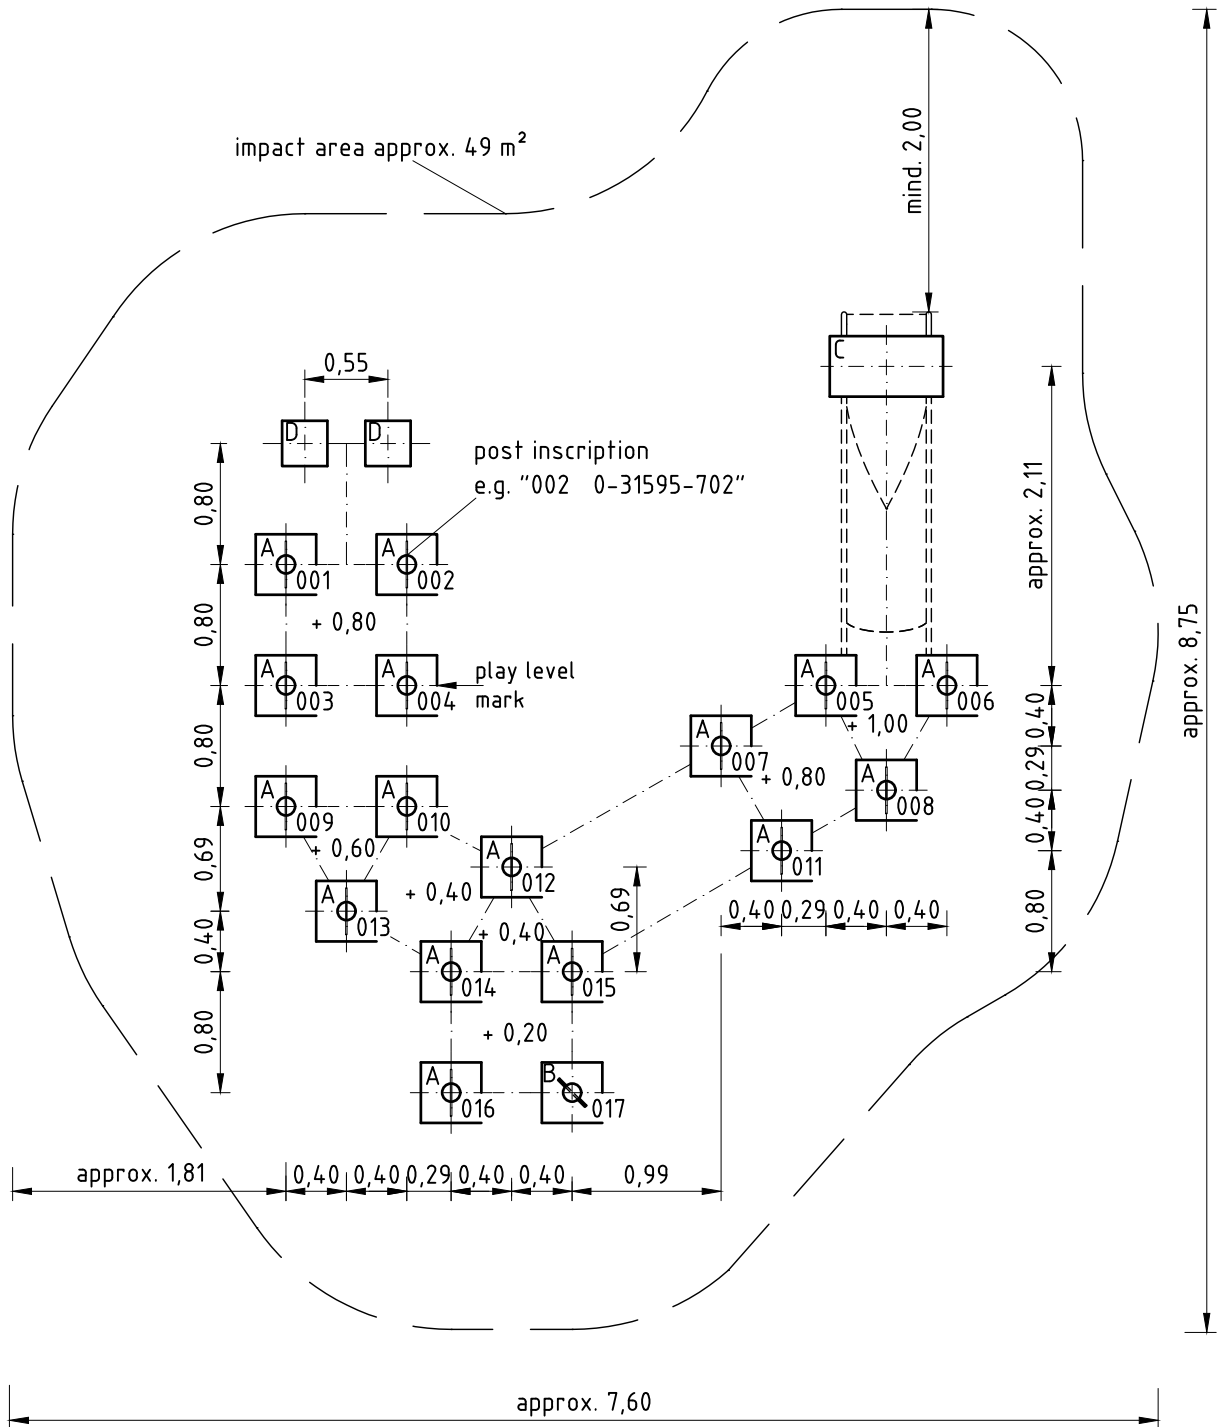 mind. 2,00
impact area approx. 49 m²
C
0,55
D
D
post inscription
e.g. "002 0-31595-702"
0,80
approx. 2,11
A
001
A
002
0,80
+ 0,80
approx. 8,75
A
003
A
004
play level
mark
A
005
A
006
+ 1,00
0,40
A
007
+ 0,80
0,29
0,80
A
008
0,40
A
009
A
010
+ 0,60
A
011
A
012
0,69
+ 0,40
0,69
A
013
0,40 0,29 0,40 0,40
0,80
+ 0,40
0,40
A
014
A
015
0,80
+ 0,20
A
016
B
017
approx. 1,81 0,40 0,40 0,29 0,40 0,40 0,99
approx. 7,60